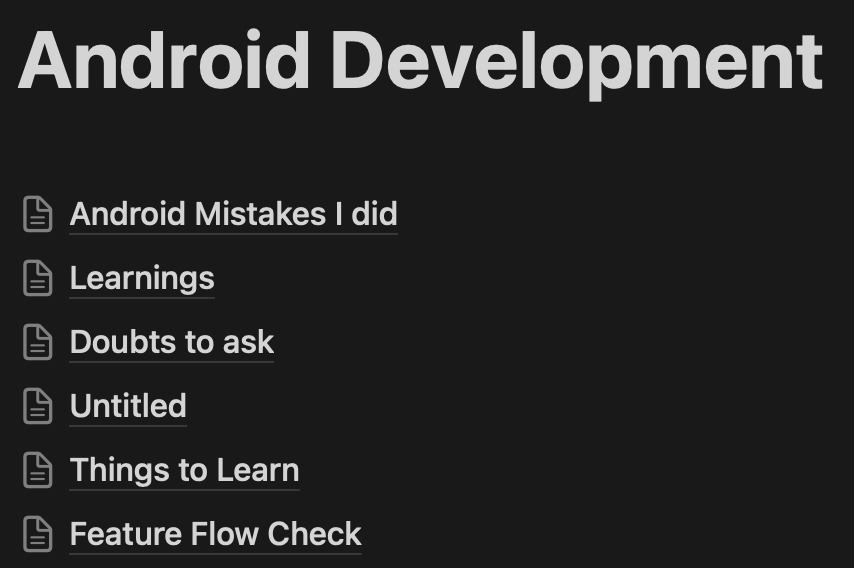 Android Development
Android Mistakes I did
Learnings
Doubts to ask
Untitled
Things to Learn
Feature Flow Check